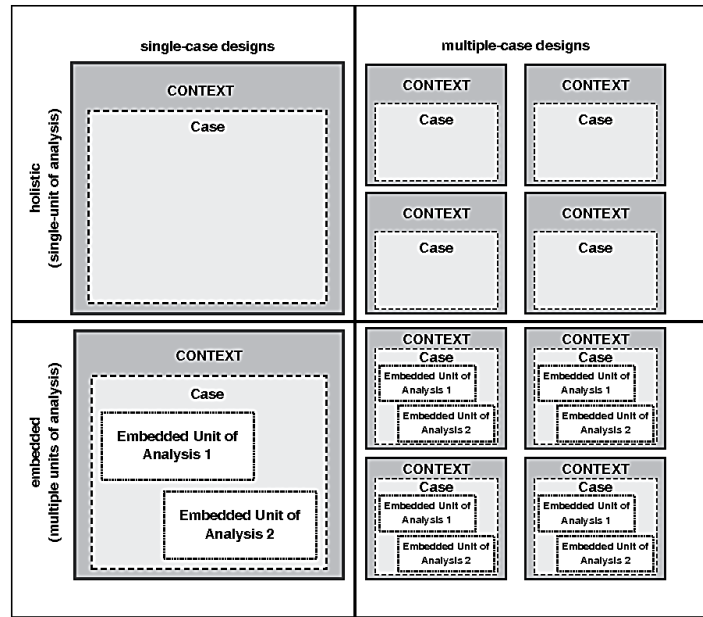 single-case designs
multiple-case designs
holistic
(single-unit of analysis)
CONTEXT
Case
CONTEXT
Case
CONTEXT
Case
CONTEXT
Case
CONTEXT
Case
embedded
(multiple units of analysis)
CONTEXT
Case
Embedded Unit of
Analysis 1
Embedded Unit of
Analysis 2
CONTEXT
Case
Embedded Unit of
Analysis 1
Embedded Unit of
Analysis 2
CONTEXT
Case
Embedded Unit of
Analysis 1
Embedded Unit of
Analysis 2
CONTEXT
Case
Embedded Unit of
Analysis 1
Embedded Unit of
Analysis 2
CONTEXT
Case
Embedded Unit of
Analysis 1
Embedded Unit of
Analysis 2